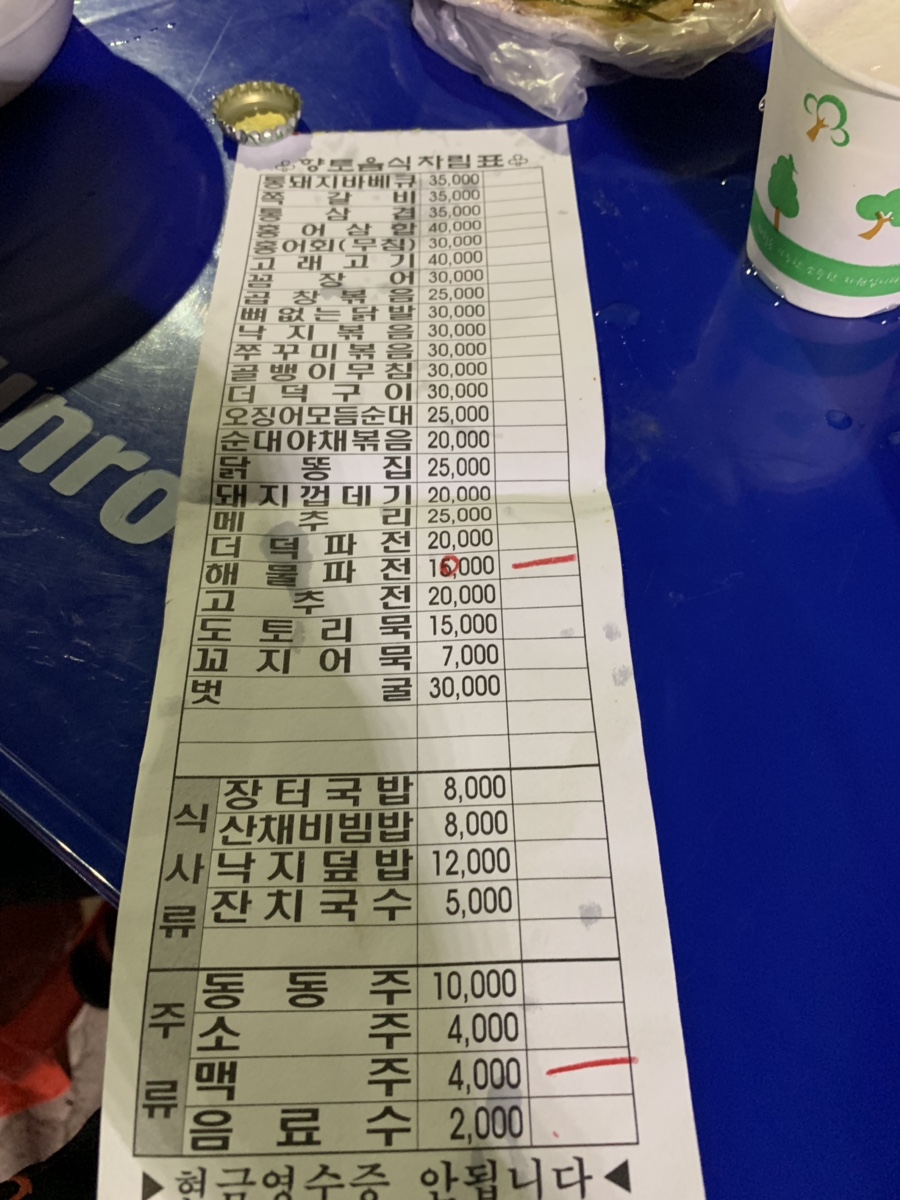 향토음식차림표
통돼지바베큐 35,000
쪽갈비 35,000
통삼겹 35,000
홍어삼합 40,000
홍어회(무침) 30,000
고래고기 40,000
꼼장어 30,000
곱창볶음 25,000
뼈없는닭발 30,000
낙지볶음 30,000
쭈꾸미볶음 30,000
골뱅이무침 30,000
더덕구이 30,000
오징어모듬순대 25,000
순대야채볶음 20,000
닭똥집 25,000
돼지껍데기 20,000
메추리 25,000
더덕파전 20,000
해물파전
고추전 20,000
도토리묵 15,000
꼬지어묵 7,000
벗굴 30,000
식사류
장터국밥 8,000
산채비빔밥 8,000
낙지덮밥 12,000
잔치국수 5,000
주류
동동주 10,000
소주 4,000
맥주 4,000
음료수 2,000
▶현금영수증 안됩니다◀
nro